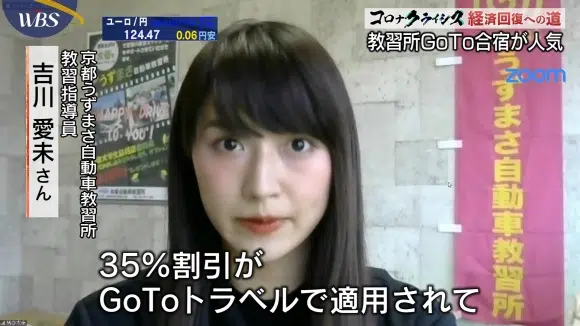 WBS
ユーロ/円
124.47 0.06円安
コロナクライシス 経済回復への道
教習所GoTo合宿が人気
zoom
京都うずまさ自動車教習所
教習指導員
吉川 愛未さん
うずまさ自動車教習所
35%割引が
GoToトラベルで適用されて